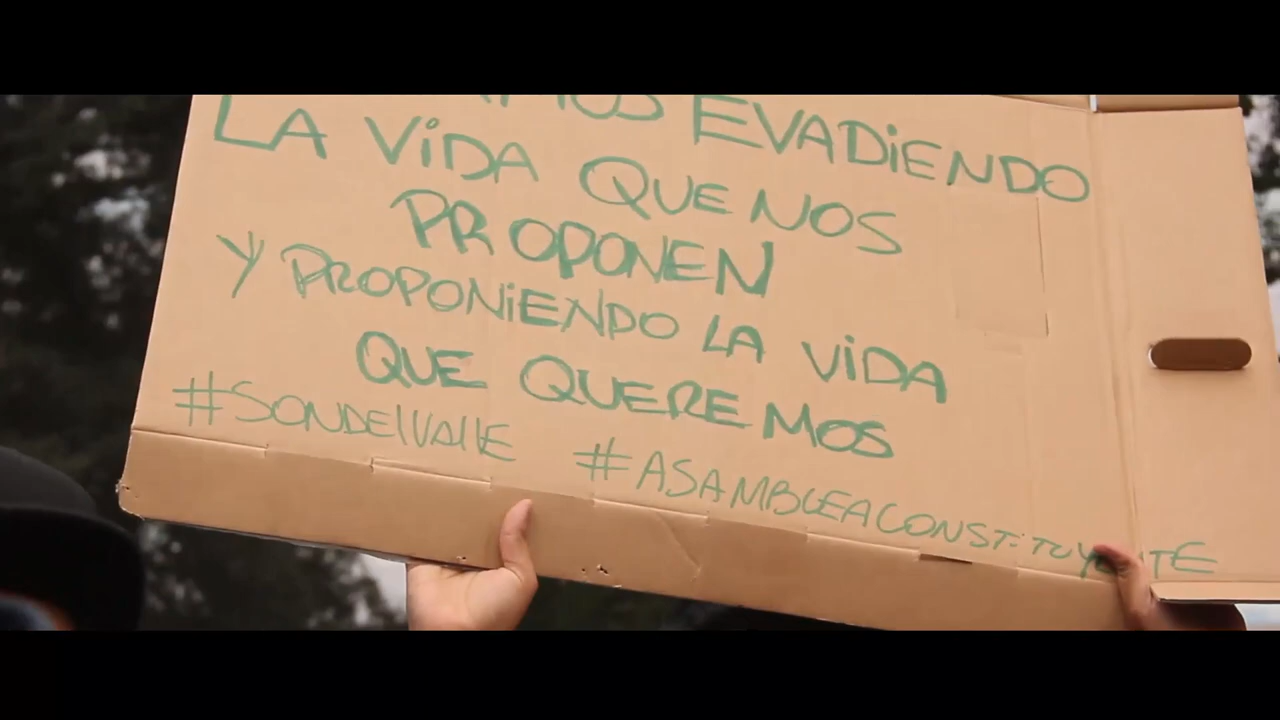 EVADIENDO
LA ViDA QUE NOS
PROPONEN
Y PROPONiENDO LA ViDA
QUE QUEREMOS
#SONDElVAllE #ASAMBLEACONSTiTUYENTE